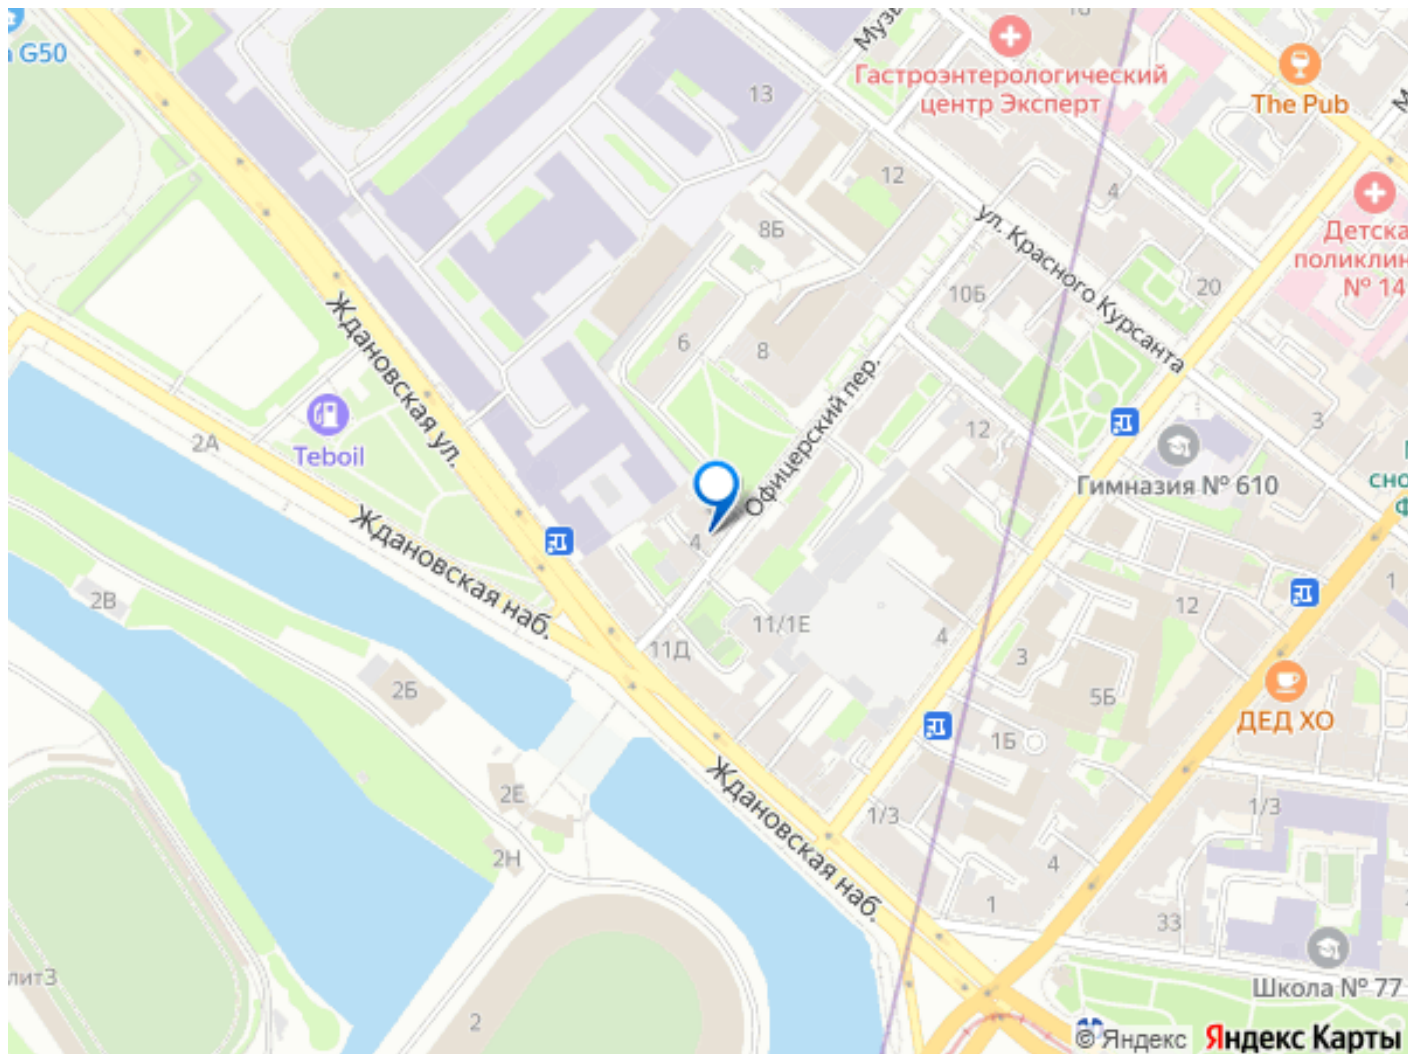 G50
13
Гастроэнтерологический
центр Эксперт
The Pub
12
4
8Б
ул. Красного Курсанта
Детска
поликлин
№ 14
20
10Б
6
8
Ждановская ул.
Офицерский пер.
3
Teboil
2А
12
Гимназия № 610
сно
Ждановская наб.
4
2В
11/1Е
12
1
11Д
4
3
2Б
5Б
ДЕД ХО
1Б
2Е
Ждановская наб.
1/3
1/3
2Н
4
1
33
лит3
Школа № 77
2
© Яндекс
Яндекс Карты